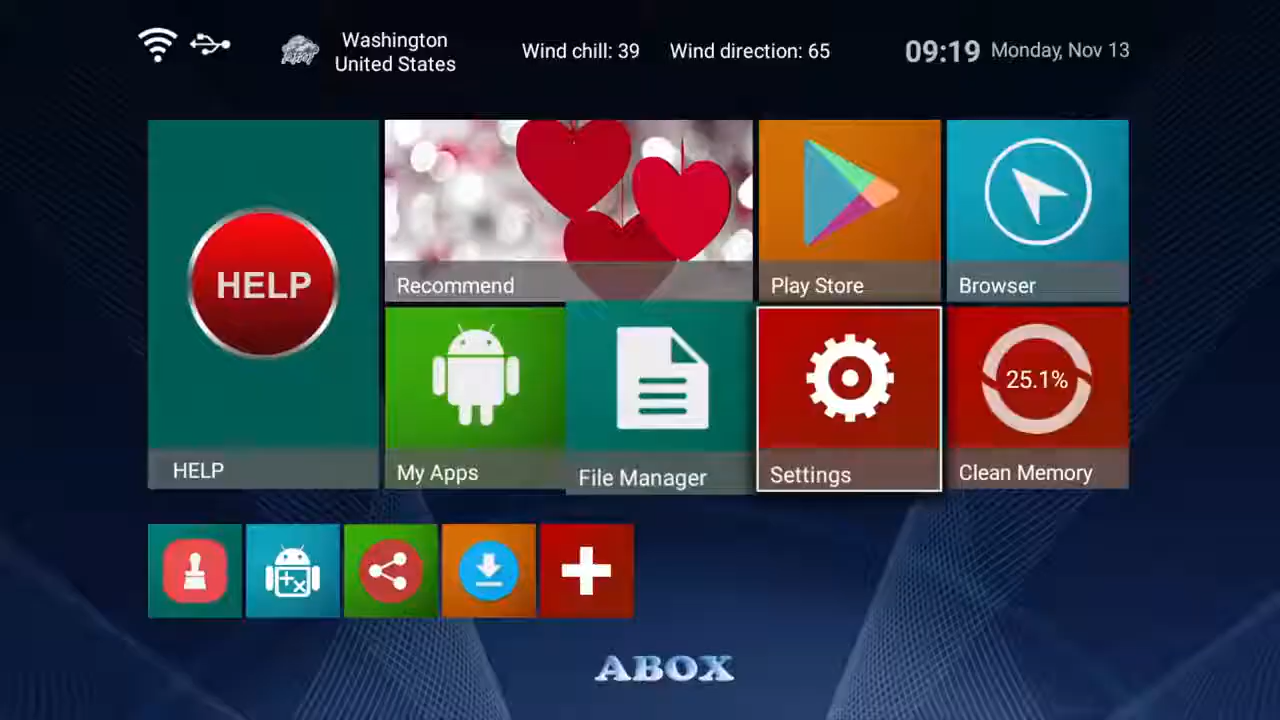 Washington
United States
Wind chill: 39
Wind direction: 65
09:19 Monday, Nov 13
HELP
HELP
Recommend
Play Store
Browser
My Apps
File Manager
Settings
25.1%
Clean Memory
ABOX